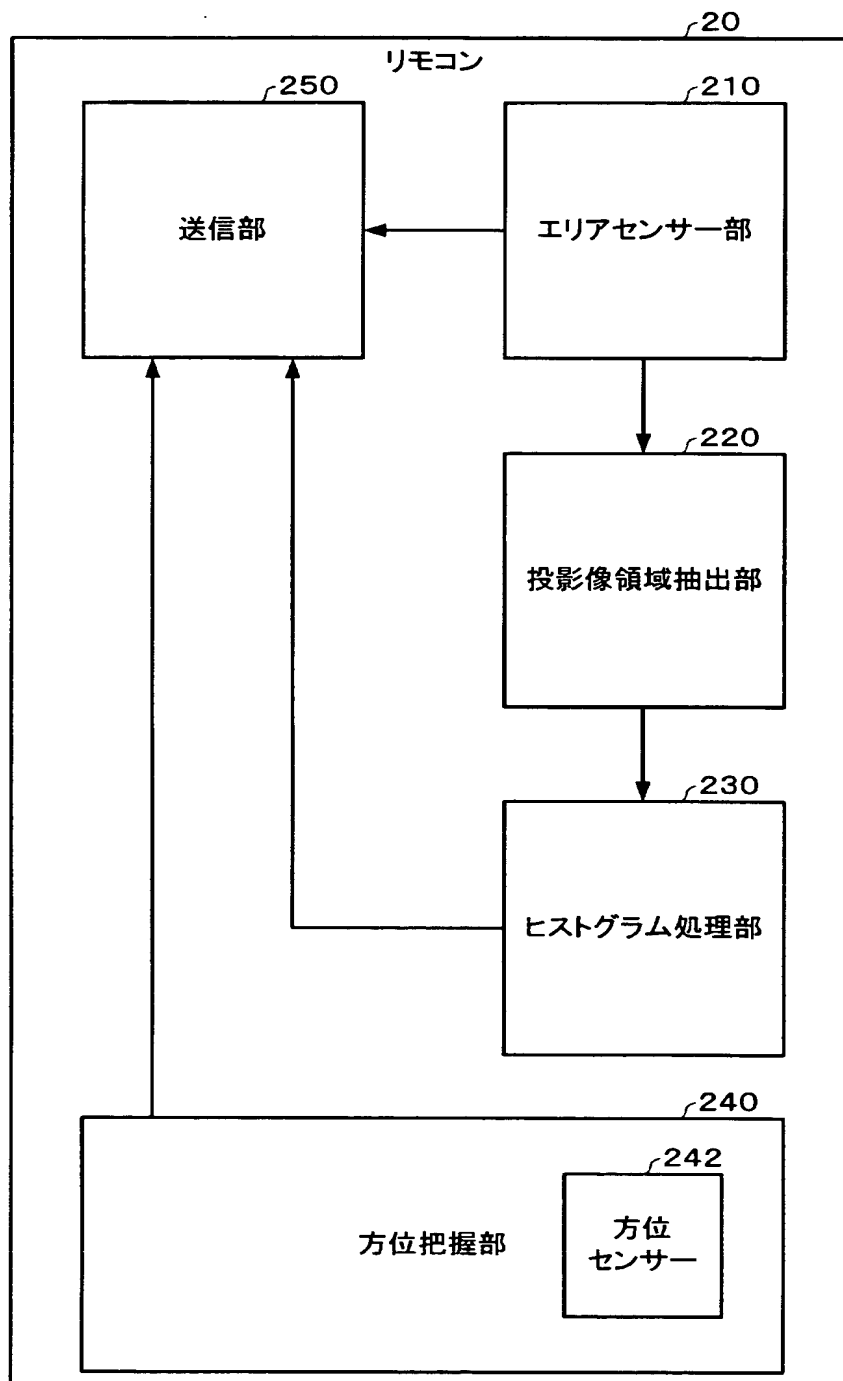 20
リモコン
250
210
送信部
エリアセンサー部
220
投影像領域抽出部
230
ヒストグラム処理部
240
242
方位把握部
方位
センサー